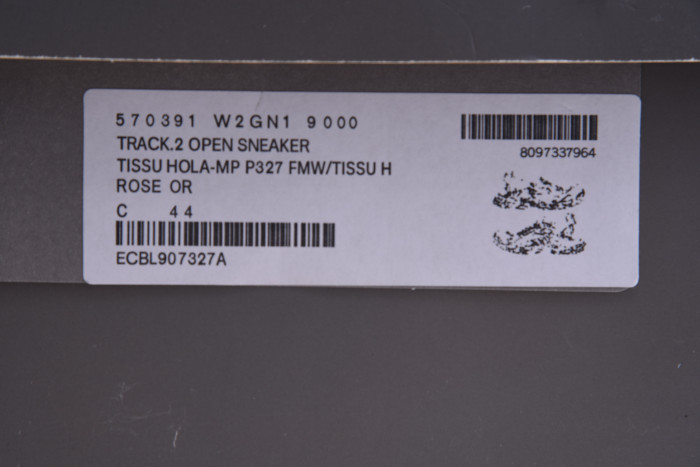 570391 W2GN1 9000
8097337964
TRACK.2 OPEN SNEAKER
TISSU HOLA-MP P327 FMW/TISSU H
ROSE OR
C 44
ECBL907327A